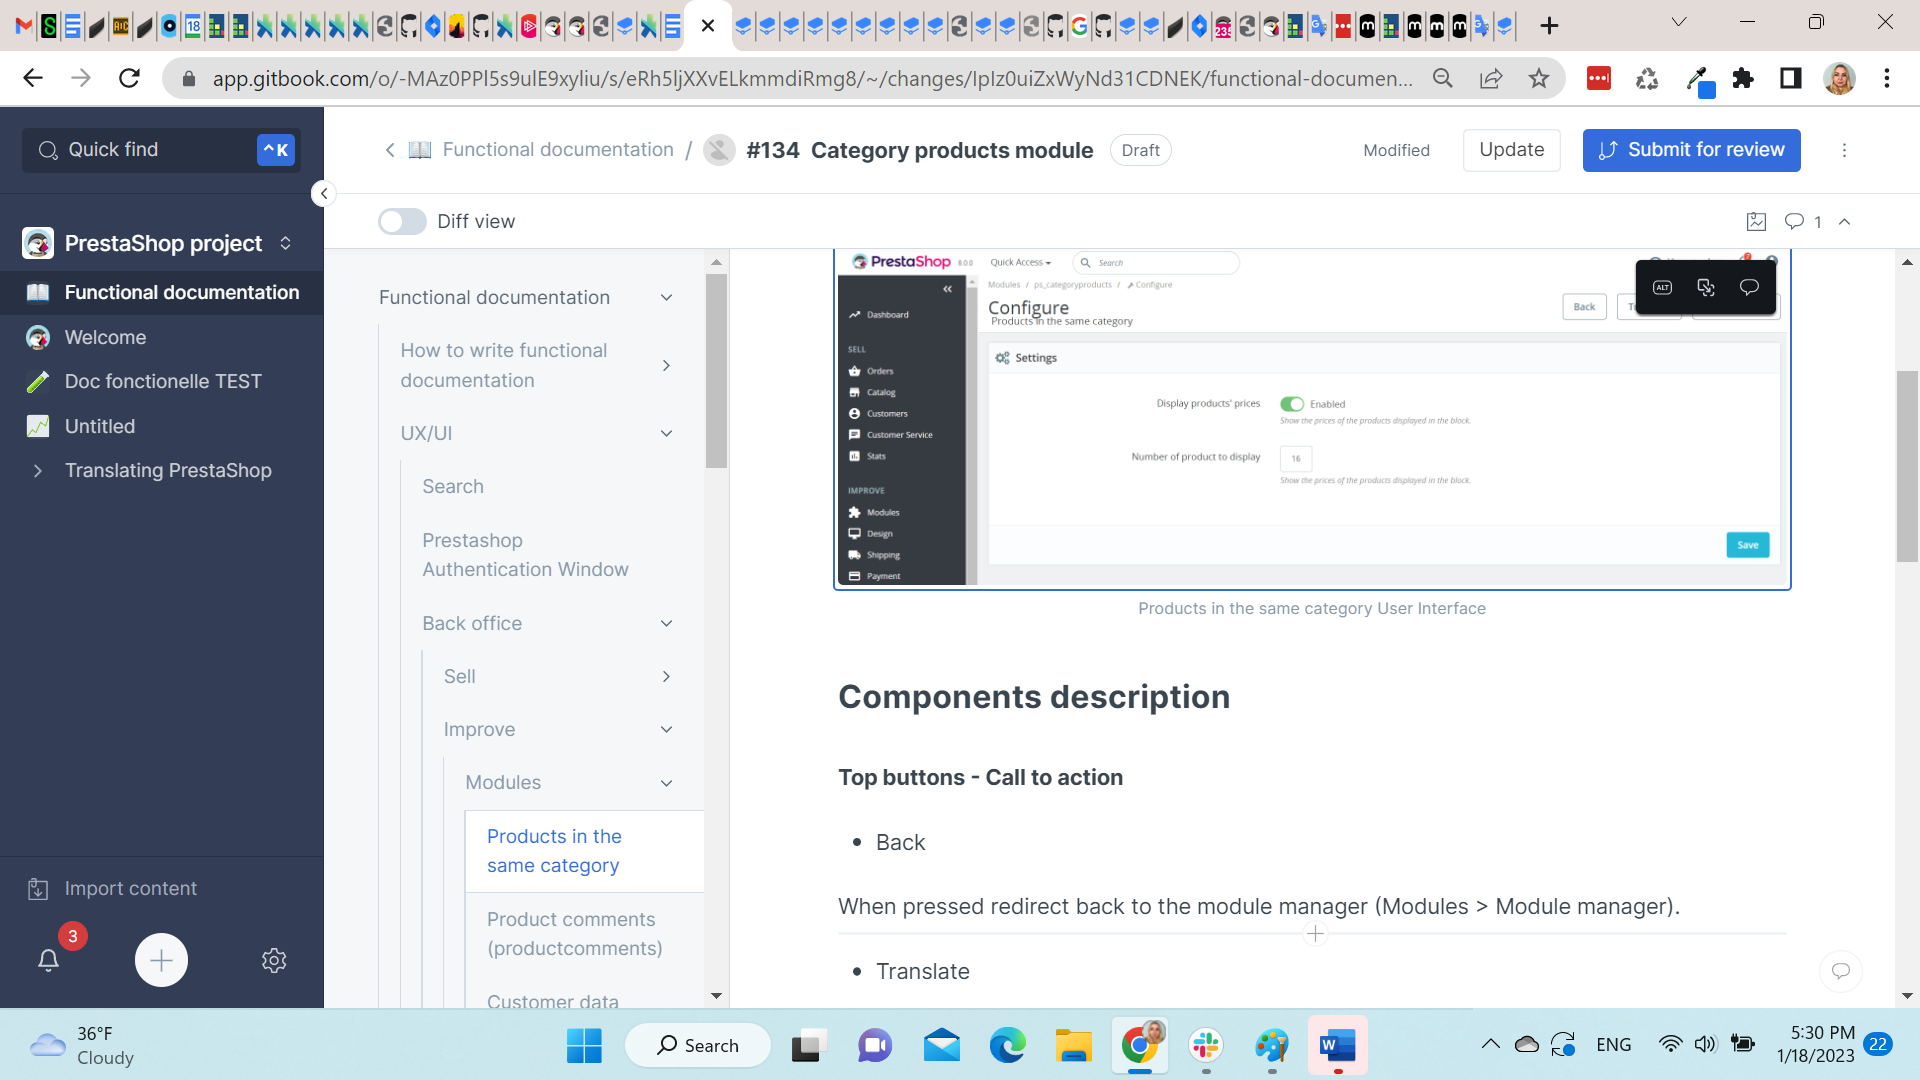 app.gitbook.com/o/-MAz0PPl5s9ulE9xyliu/s/eRh5ljXXvELkmmdiRmg8/~/changes/IpIz0uiZxWyNd31CDNEK/functional-documen...
Quick find
^K
Functional documentation / #134 Category products module
Draft
Modified
Update
Submit for review
Diff view
1
PrestaShop project
Functional documentation
Welcome
Doc fonctionelle TEST
Untitled
Translating PrestaShop
Import content
3
Functional documentation
How to write functional
documentation
UX/UI
Search
Prestashop
Authentication Window
Back office
Sell
Improve
Modules
Products in the
same category
Product comments
(productcomments)
Customer data
PrestaShop 8.0.0
Quick Access
Search
Modules / ps_categoryproducts / Configure
Configure
Products in the same category
Back
ALT
Dashboard
SELL
Orders
Catalog
Customers
Customer Service
Stats
IMPROVE
Modules
Design
Shipping
Payment
Settings
Display products' prices
Enabled
Show the prices of the products displayed in the block.
Number of product to display
16
Show the prices of the products displayed in the block.
Save
Products in the same category User Interface
Components description
Top buttons - Call to action
Back
When pressed redirect back to the module manager (Modules > Module manager).
Translate
36°F
Cloudy
Search
ENG
5:30 PM
1/18/2023
22